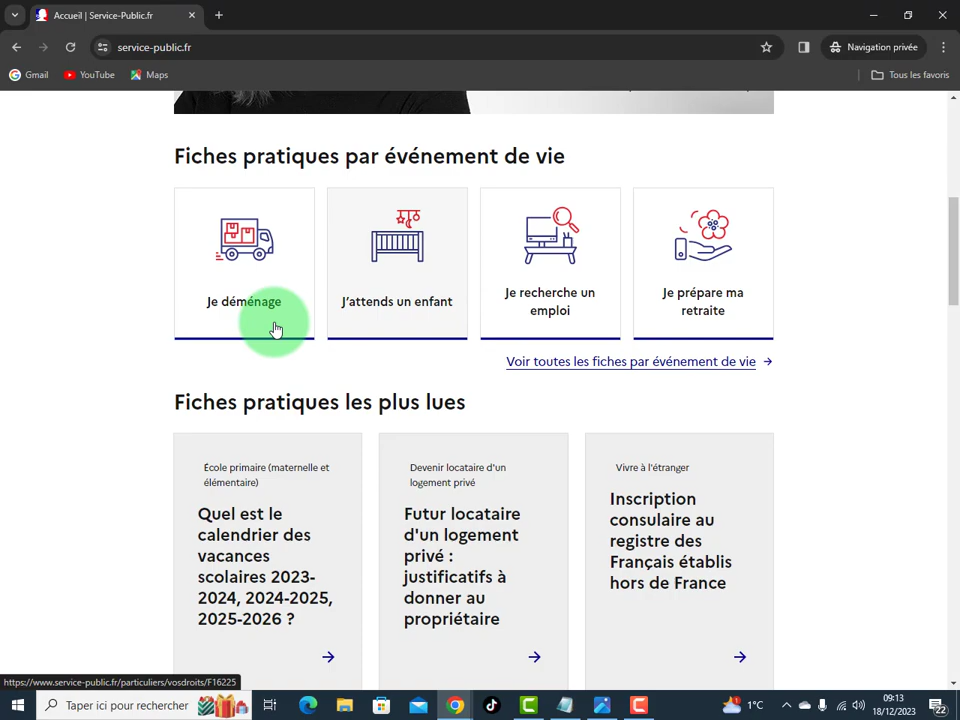 Accueil | Service-Public.fr
service-public.fr
Navigation privée
Gmail
YouTube
Maps
Tous les favoris
Fiches pratiques par événement de vie
Je déménage
J'attends un enfant
Je recherche un
emploi
Je prépare ma
retraite
Voir toutes les fiches par événement de vie
Fiches pratiques les plus lues
École primaire (maternelle et
élémentaire)
Quel est le
calendrier des
vacances
scolaires 2023-
2024, 2024-2025,
2025-2026 ?
Devenir locataire d'un
logement privé
Futur locataire
d'un logement
privé :
justificatifs à
donner au
propriétaire
Vivre à l'étranger
Inscription
consulaire au
registre des
Français établis
hors de France
https://www.service-public.fr/particuliers/vosdroits/F16225
Taper ici pour rechercher
1°C
09:13
18/12/2023
22